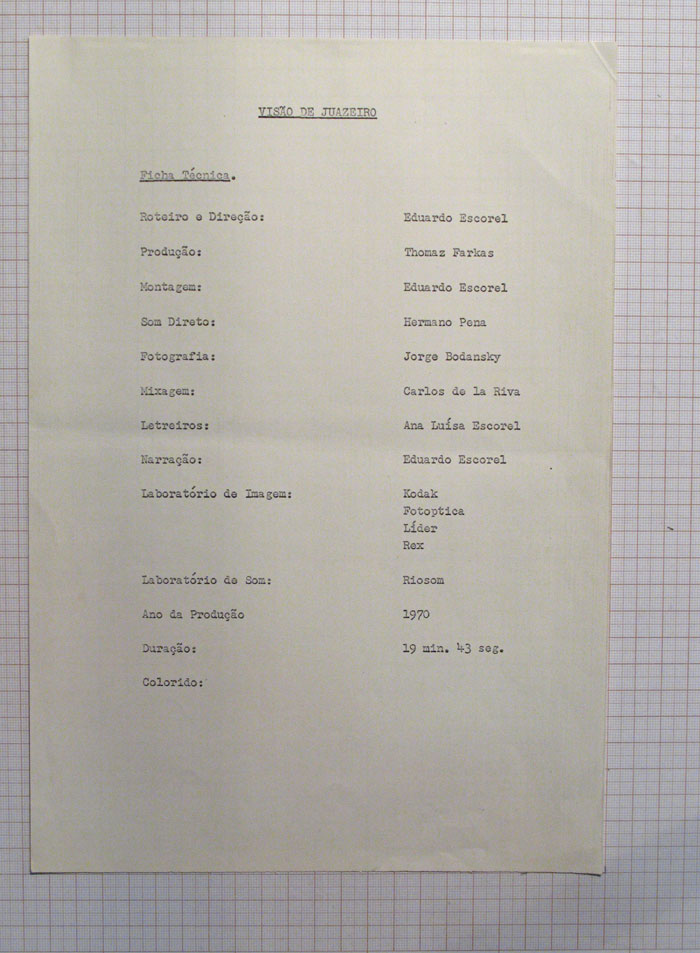 VISÃO DE JUAZEIRO
Ficha Técnica.
Roteiro e Direção: Eduardo Escorel
Produção: Thomaz Farkas
Montagem: Eduardo Escorel
Som Direto: Hermano Pena
Fotografia: Jorge Bodansky
Mixagem: Carlos de la Riva
Letreiros: Ana Luísa Escorel
Narração: Eduardo Escorel
Laboratório de Imagem: Kodak
Fotoptica
Líder
Rex
Laboratório de Som: Riosom
Ano da Produção 1970
Duração: 19 min. 43 seg.
Colorido: